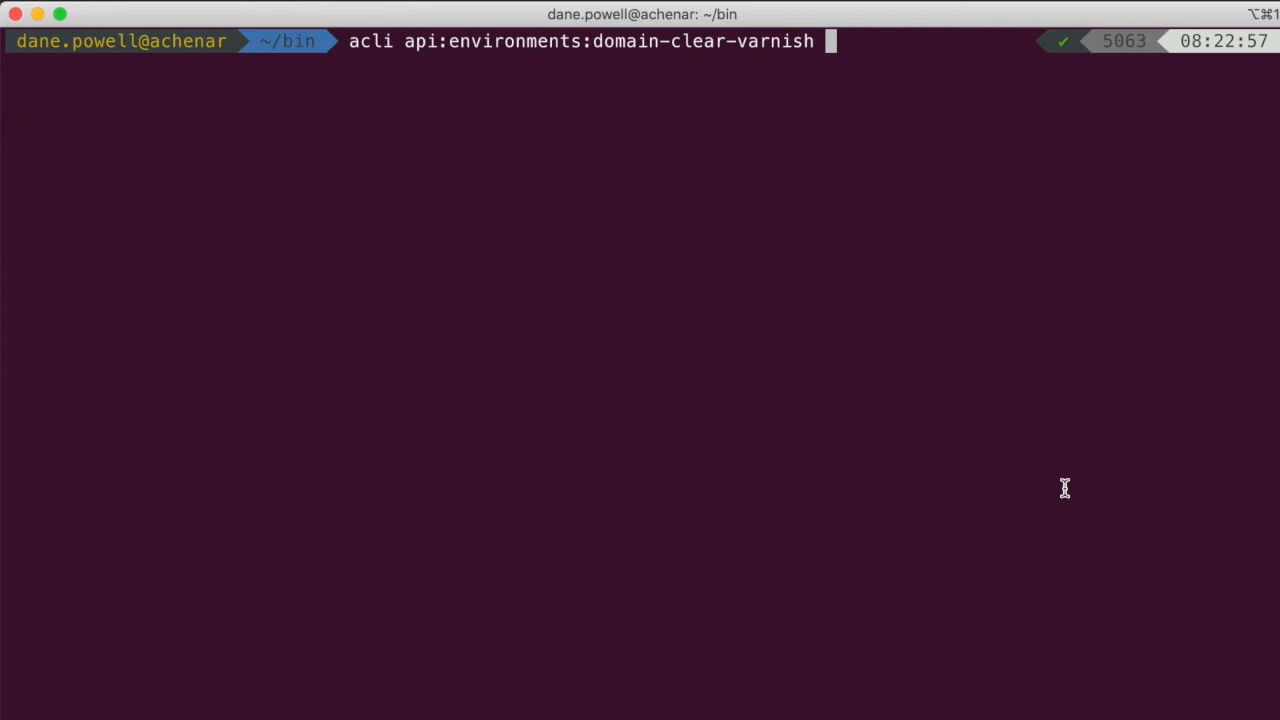 dane.powell@achenar: ~/bin ⌥⌘1
dane.powell@achenar ~/bin acli api:environments:domain-clear-varnish ✔ 5063 08:22:57